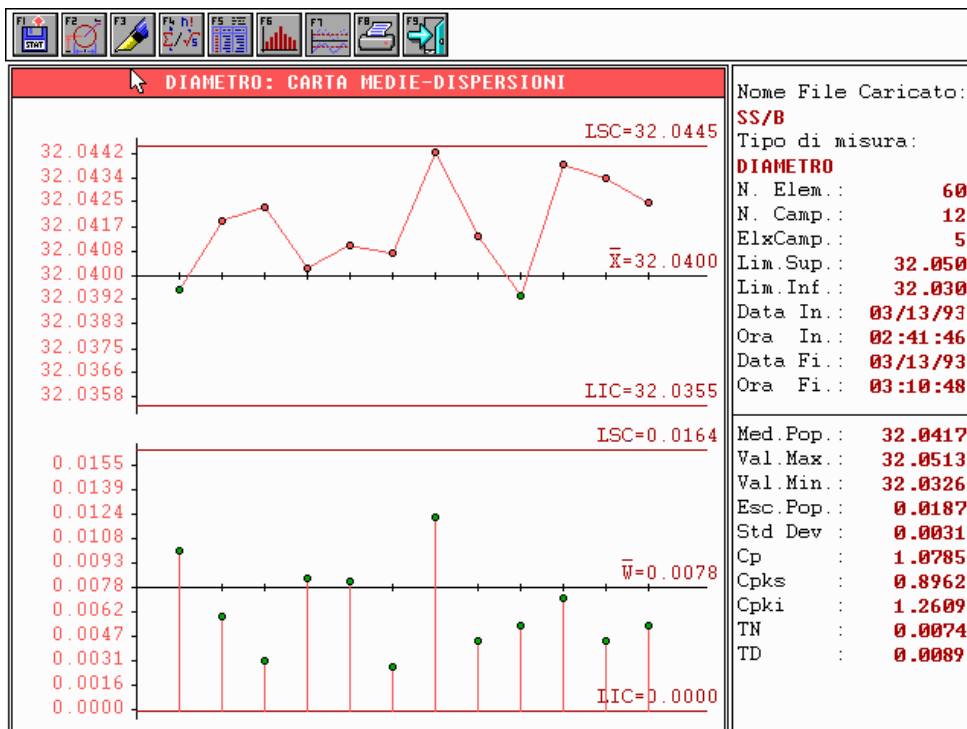 F1 F2 F3 F4 h! F5 F6 F7 F8 F9
STAT Σ/√s
DIAMETRO: CARTA MEDIE-DISPERSIONI
LSC=32.0445
32.0442
32.0434
32.0425
32.0417
32.0408
32.0400
X̅=32.0400
32.0392
32.0383
32.0375
32.0366
32.0358
LIC=32.0355
LSC=0.0164
0.0155
0.0139
0.0124
0.0108
0.0093
0.0078
W̅=0.0078
0.0062
0.0047
0.0031
0.0016
0.0000
LIC=0.0000
Nome File Caricato:
SS/B
Tipo di misura:
DIAMETRO
N. Elem.: 60
N. Camp.: 12
ElxCamp.: 5
Lim.Sup.: 32.050
Lim.Inf.: 32.030
Data In.: 03/13/93
Ora In.: 02:41:46
Data Fi.: 03/13/93
Ora Fi.: 03:10:48
Med.Pop.: 32.0417
Val.Max.: 32.0513
Val.Min.: 32.0326
Esc.Pop.: 0.0187
Std Dev : 0.0031
Cp : 1.0785
Cpks : 0.8962
Cpki : 1.2609
TN : 0.0074
TD : 0.0089